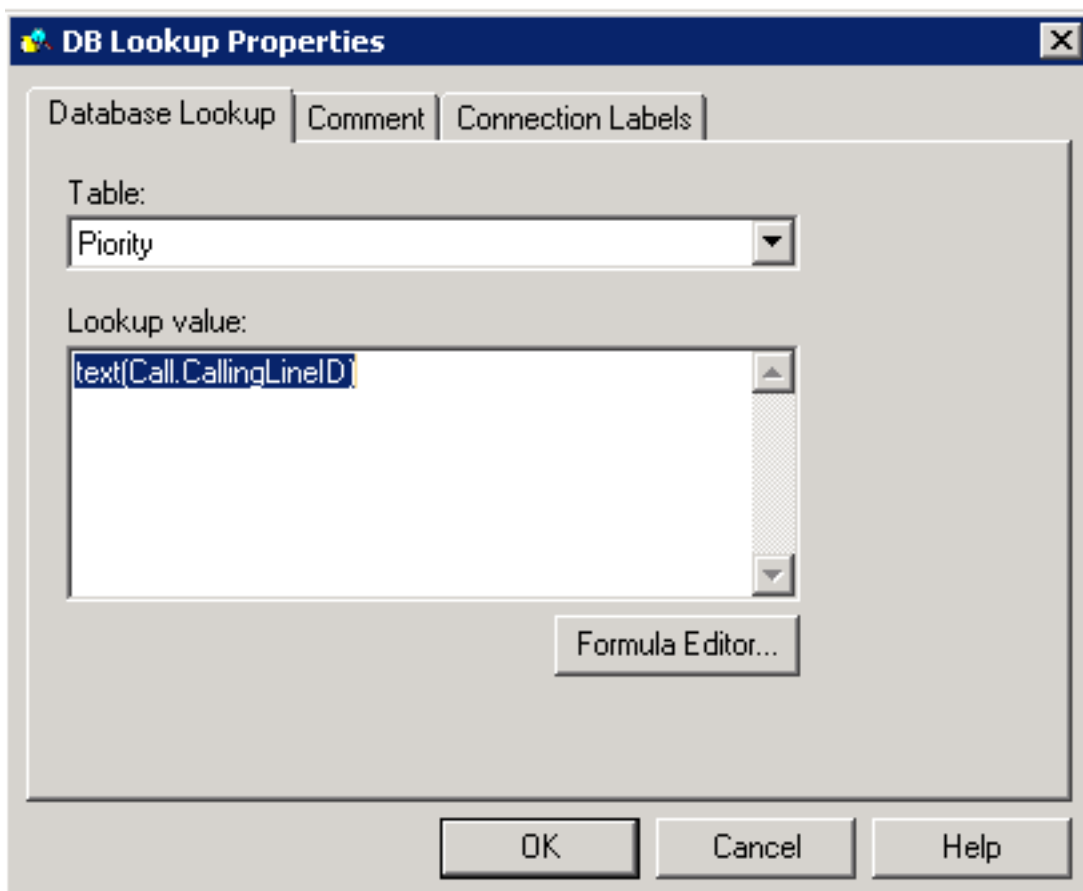 DB Lookup Properties
Database Lookup Comment Connection Labels
Table:
Piority
Lookup value:
text(Call.CallingLineID)
Formula Editor...
OK Cancel Help